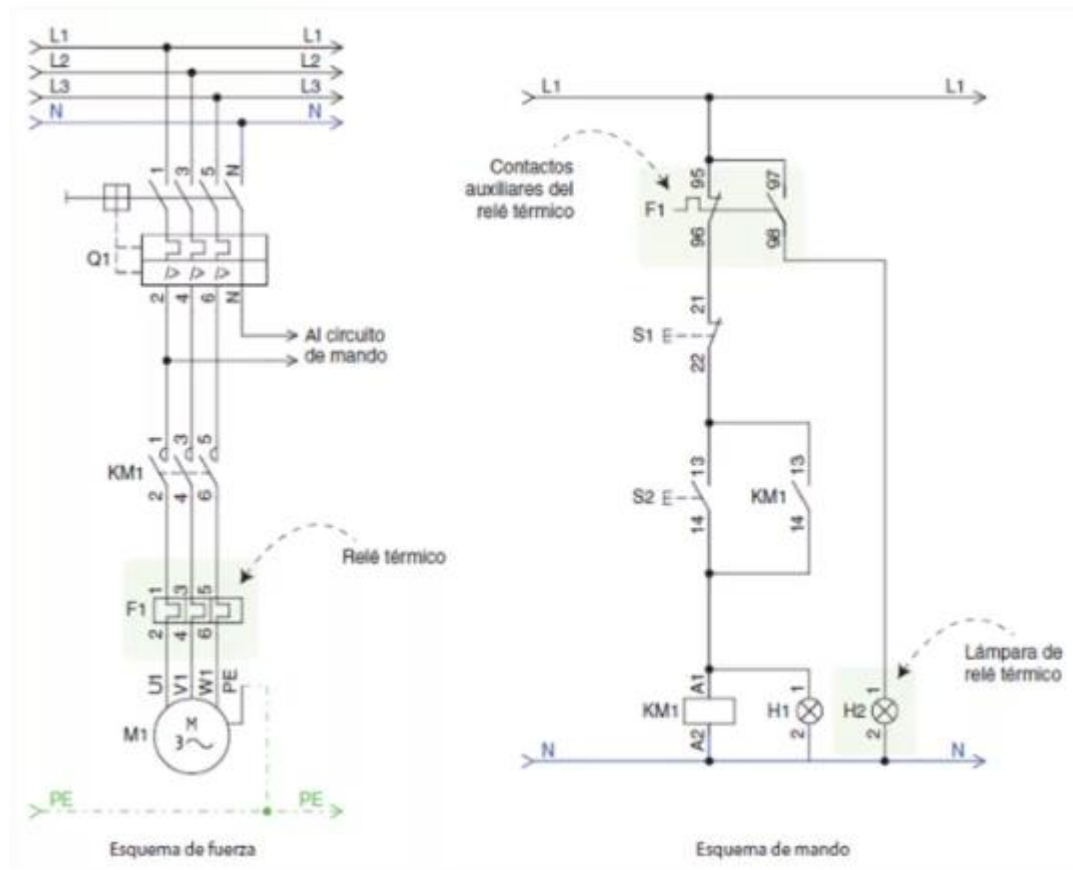 L1 L1
L2 L2
L3 L3
N N
1 3 5 N
Q1
2 4 6 N
Al circuito
de mando
1 3 5
KM1
2 4 6
Relé térmico
1 3 5
F1
2 4 6
U1 V1 W1 PE
M1
M
3
PE PE
Esquema de fuerza
L1 L1
Contactos
auxiliares del
relé térmico
95 97
F1
96 98
21
S1
22
13 13
S2 KM1
14 14
Lámpara de
relé térmico
A1 1 1
KM1 H1 H2
A2 2 2
N N
Esquema de mando